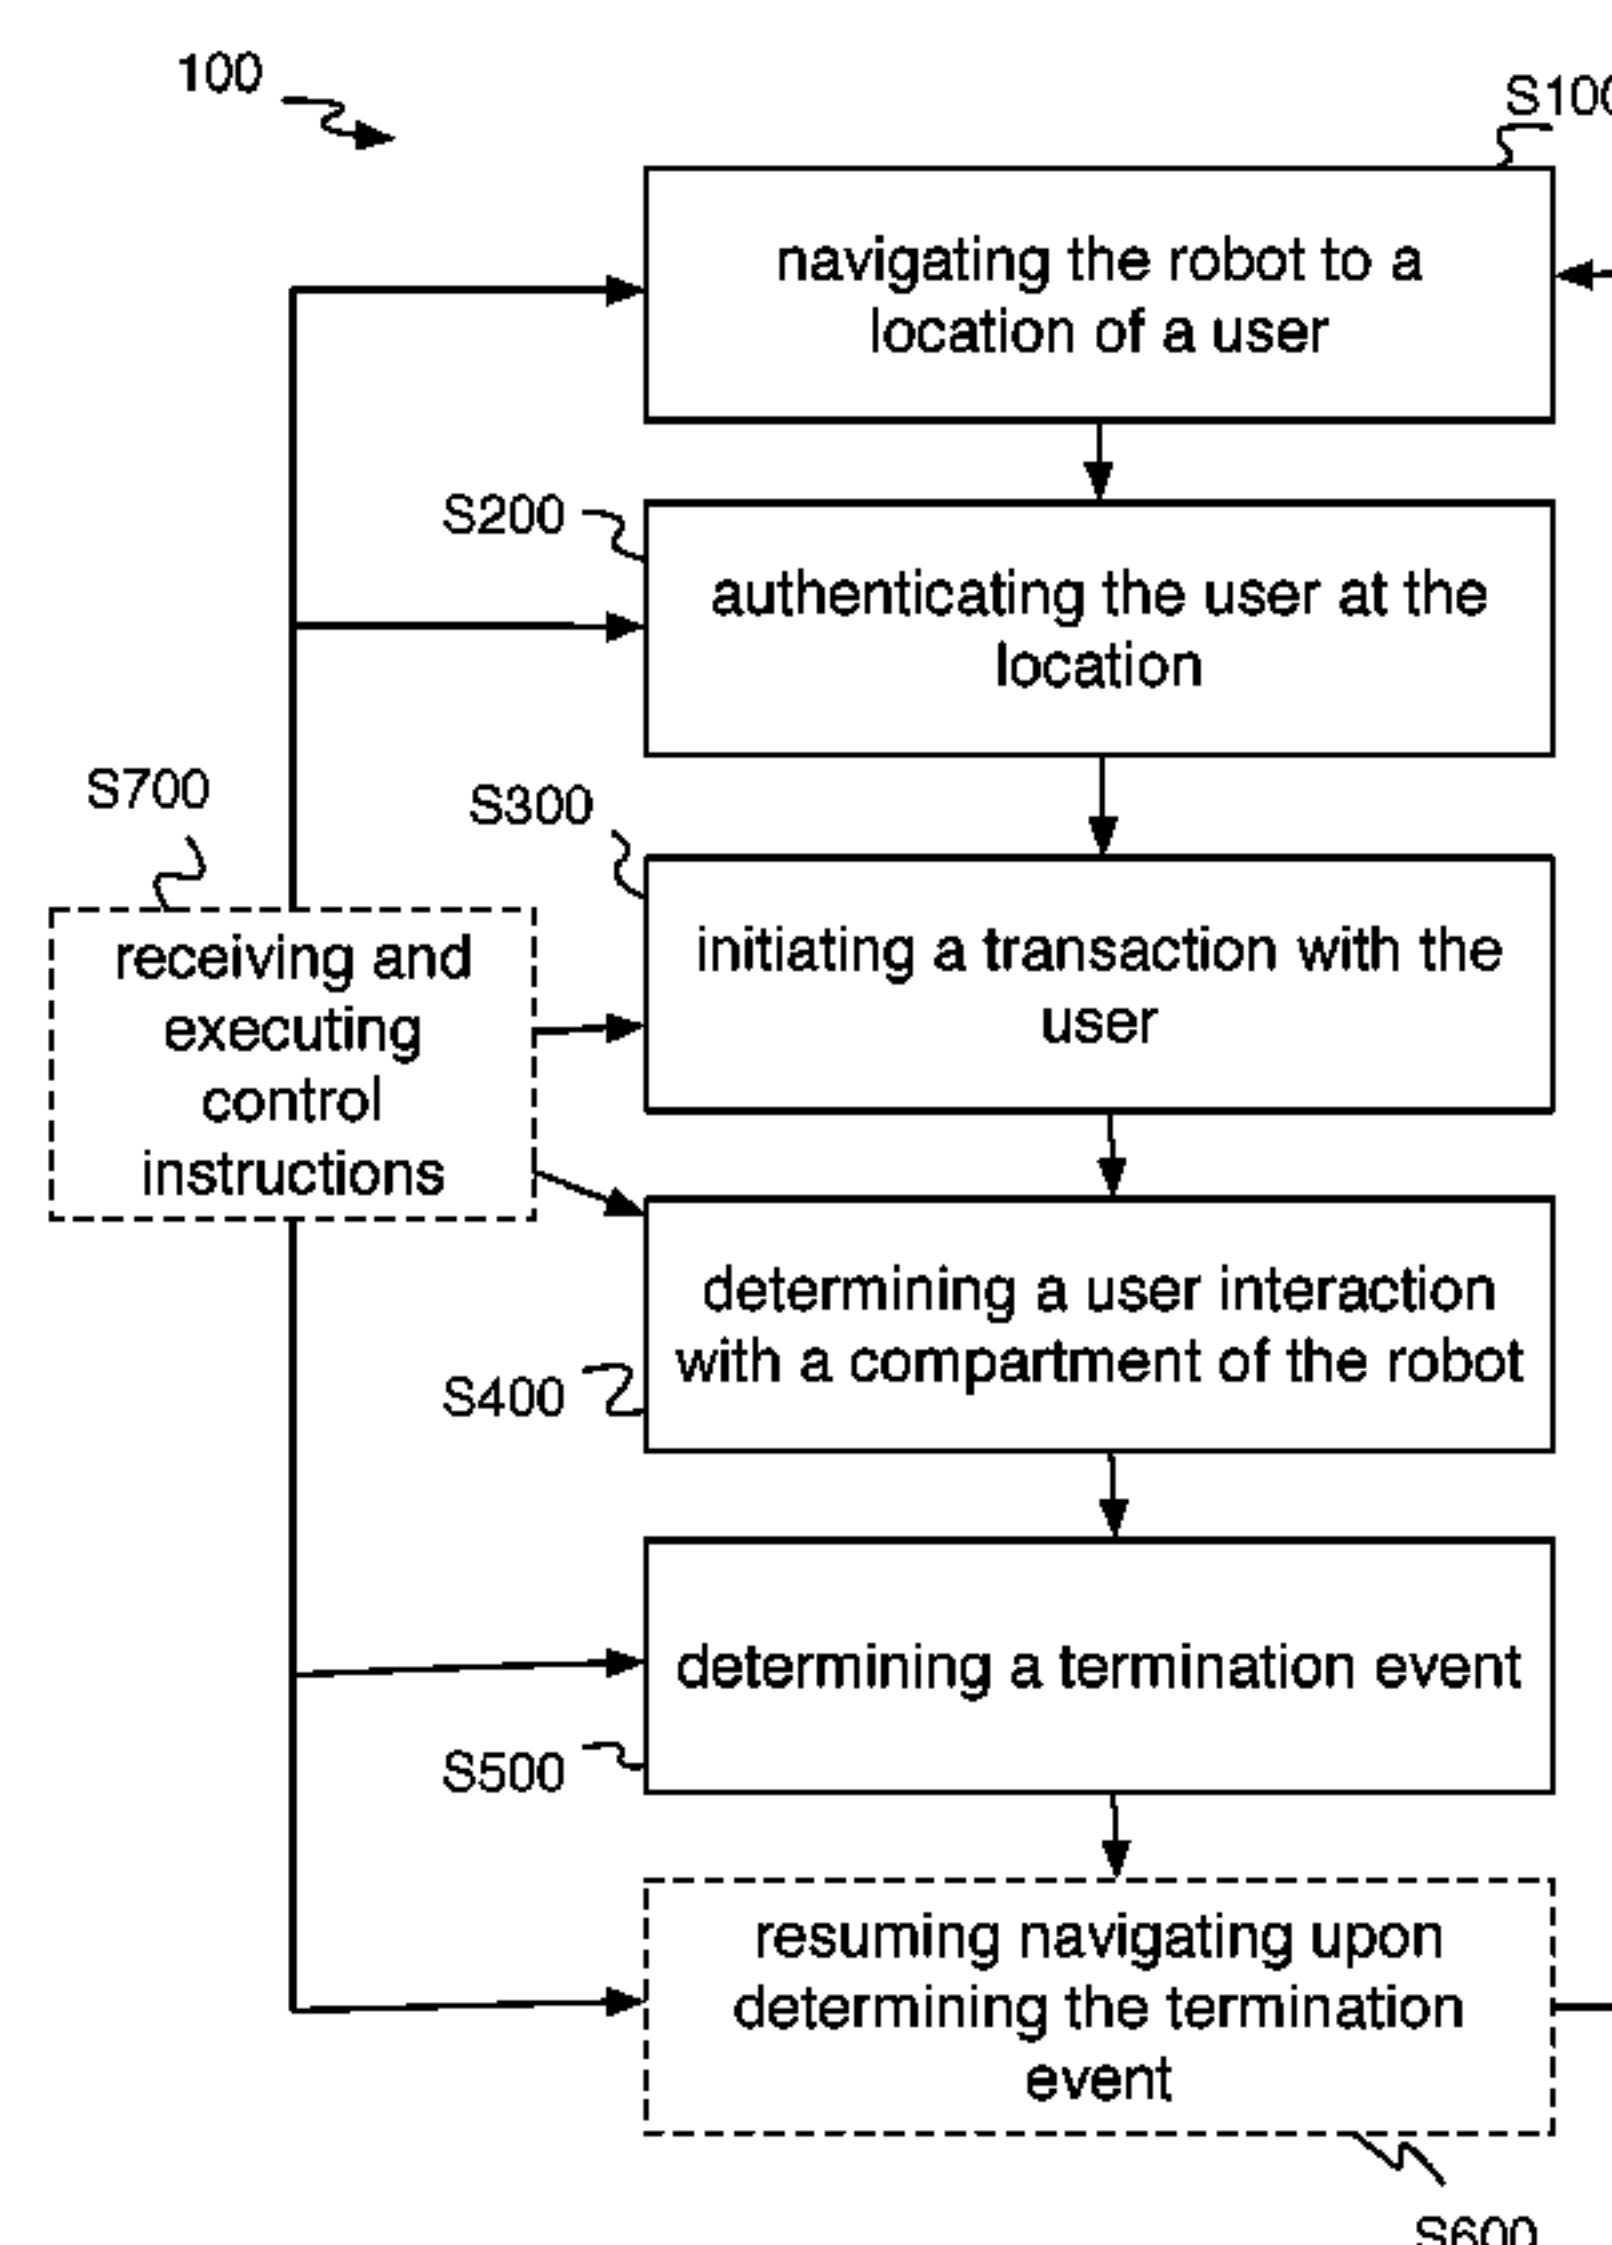 100
S100
navigating the robot to a
location of a user
S200
authenticating the user at the
location
S700
S300
receiving and
executing
control
instructions
initiating a transaction with the
user
determining a user interaction
with a compartment of the robot
S400
determining a termination event
S500
resuming navigating upon
determining the termination
event
S600